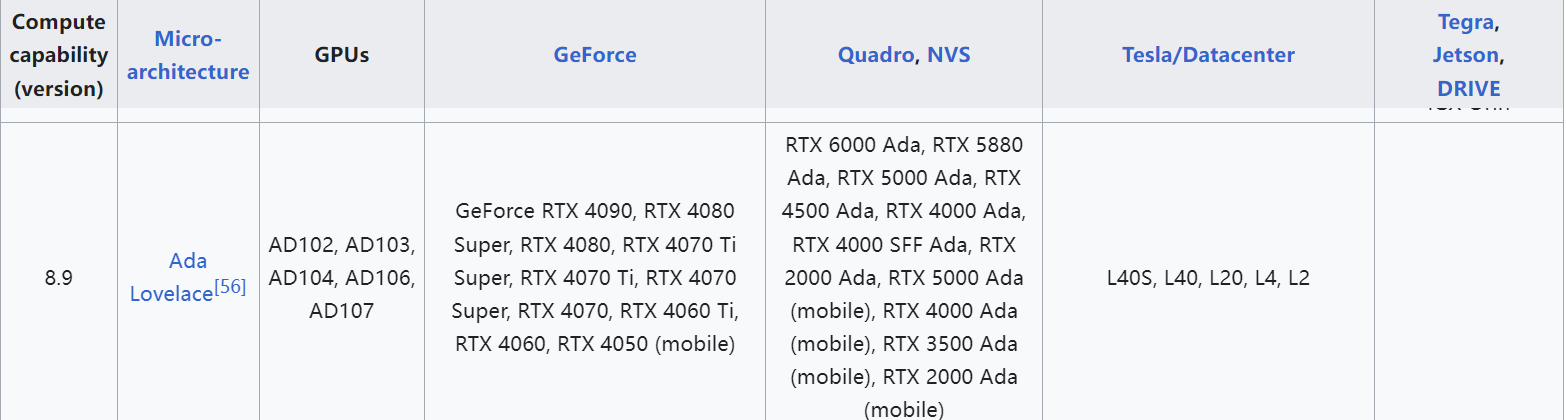 Compute
capability
(version)
Micro-
architecture
GPUs
GeForce
Quadro, NVS
Tesla/Datacenter
Tegra,
Jetson,
DRIVE
8.9
Ada
Lovelace[56]
AD102, AD103,
AD104, AD106,
AD107
GeForce RTX 4090, RTX 4080
Super, RTX 4080, RTX 4070 Ti
Super, RTX 4070 Ti, RTX 4070
Super, RTX 4070, RTX 4060 Ti,
RTX 4060, RTX 4050 (mobile)
RTX 6000 Ada, RTX 5880
Ada, RTX 5000 Ada, RTX
4500 Ada, RTX 4000 Ada,
RTX 4000 SFF Ada, RTX
2000 Ada, RTX 5000 Ada
(mobile), RTX 4000 Ada
(mobile), RTX 3500 Ada
(mobile), RTX 2000 Ada
(mobile)
L40S, L40, L20, L4, L2